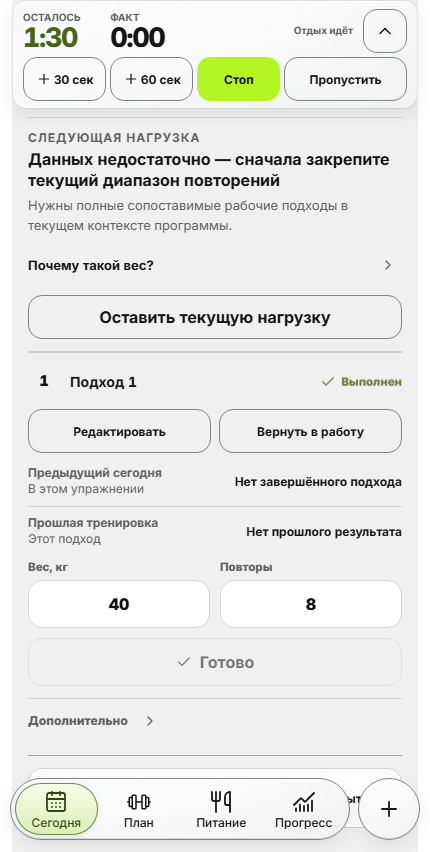 ОСТАЛОСЬ
1:30
ФАКТ
0:00
Отдых идёт
+ 30 сек
+ 60 сек
Стоп
Пропустить
СЛЕДУЮЩАЯ НАГРУЗКА
Данных недостаточно — сначала закрепите
текущий диапазон повторений
Нужны полные сопоставимые рабочие подходы в
текущем контексте программы.
Почему такой вес?
Оставить текущую нагрузку
1 Подход 1
Выполнен
Редактировать
Вернуть в работу
Предыдущий сегодня
В этом упражнении
Нет завершённого подхода
Прошлая тренировка
Этот подход
Нет прошлого результата
Вес, кг
Повторы
40
8
Готово
Дополнительно
Сегодня
План
Питание
Прогресс